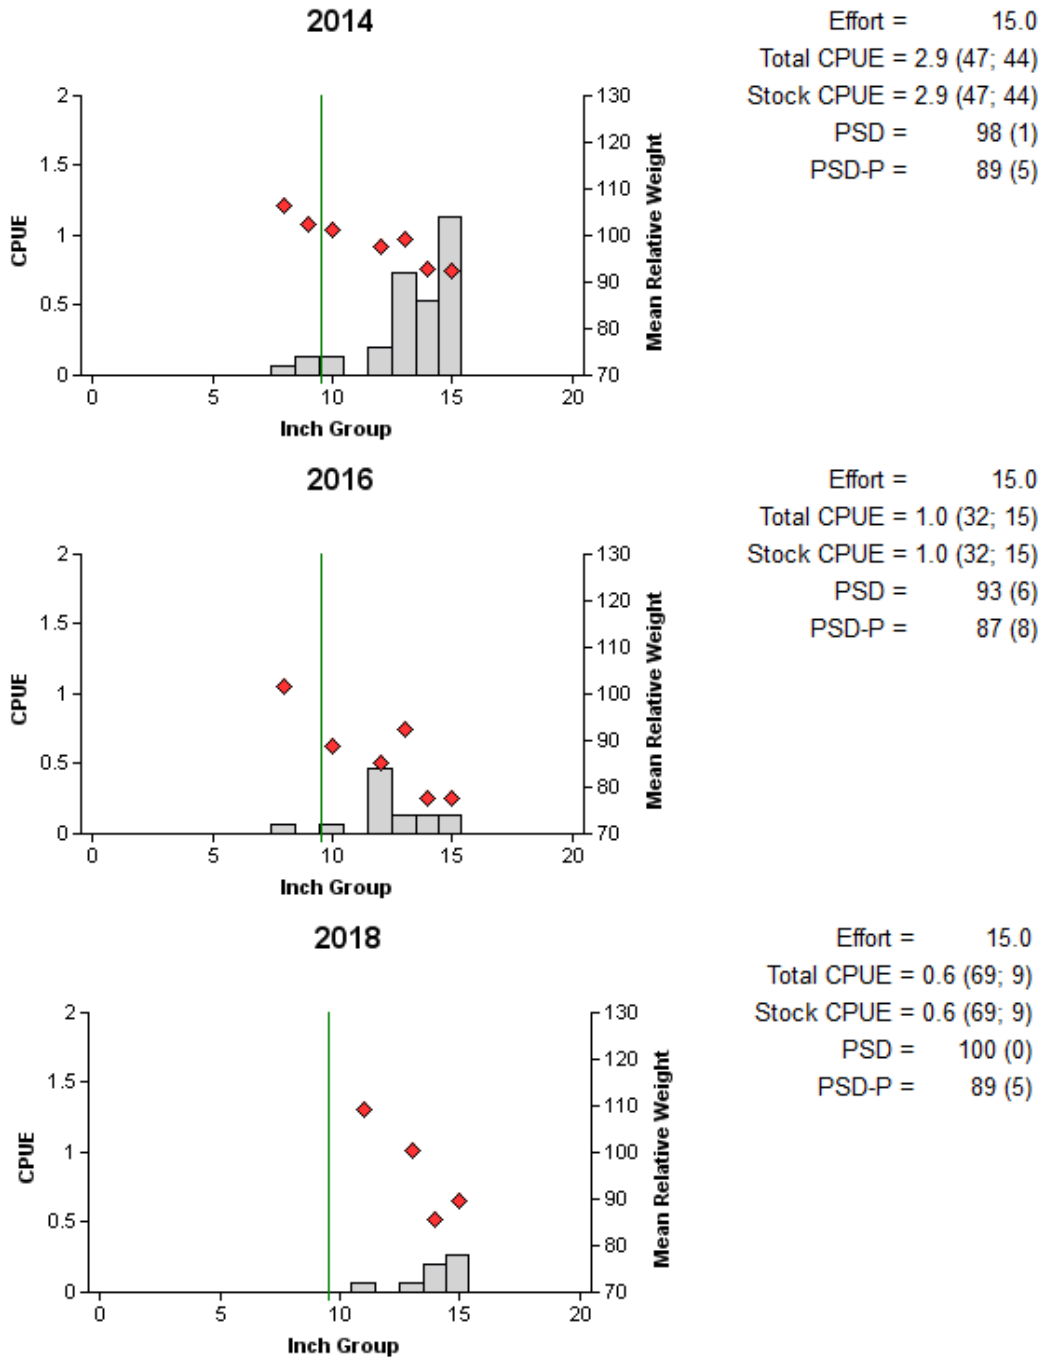 2014
Effort = 15.0
Total CPUE = 2.9 (47; 44)
Stock CPUE = 2.9 (47; 44)
PSD = 98 (1)
PSD-P = 89 (5)
2
1.5
1
0.5
0
CPUE
130
120
110
100
90
80
70
Mean Relative Weight
0 5 10 15 20
Inch Group
2016
Effort = 15.0
Total CPUE = 1.0 (32; 15)
Stock CPUE = 1.0 (32; 15)
PSD = 93 (6)
PSD-P = 87 (8)
2
1.5
1
0.5
0
CPUE
130
120
110
100
90
80
70
Mean Relative Weight
0 5 10 15 20
Inch Group
2018
Effort = 15.0
Total CPUE = 0.6 (69; 9)
Stock CPUE = 0.6 (69; 9)
PSD = 100 (0)
PSD-P = 89 (5)
2
1.5
1
0.5
0
CPUE
130
120
110
100
90
80
70
Mean Relative Weight
0 5 10 15 20
Inch Group